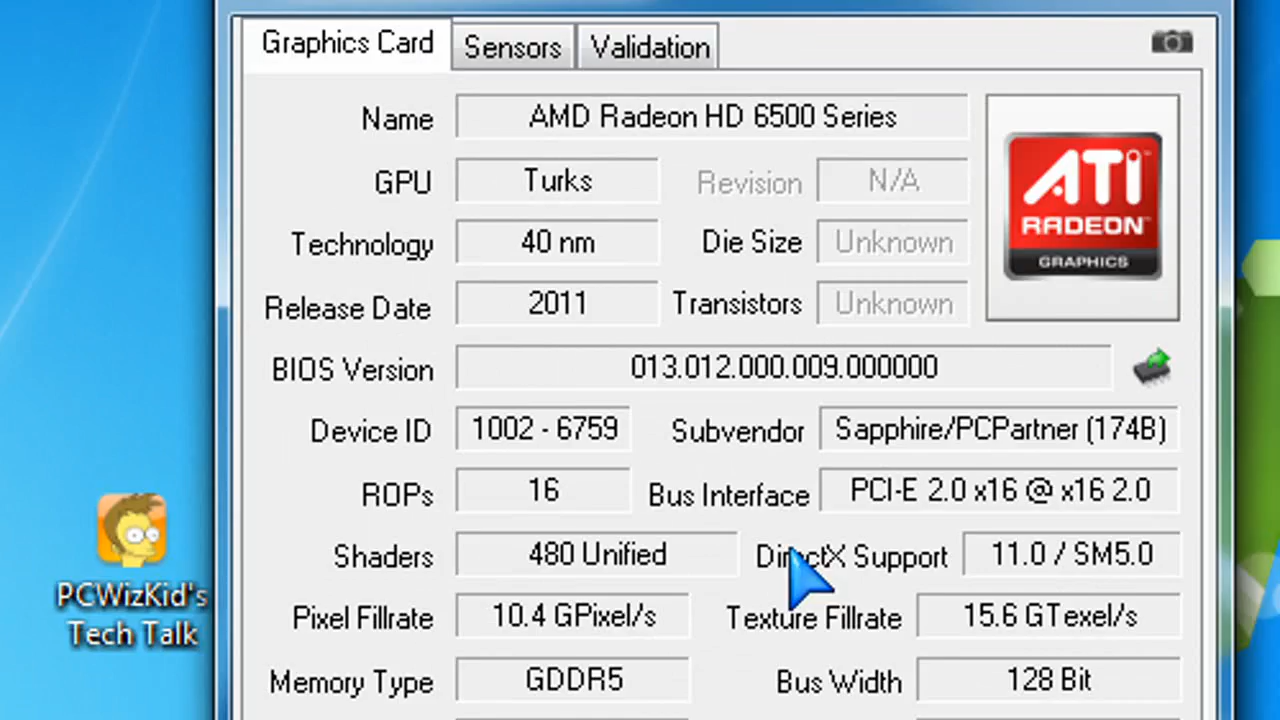 Graphics Card Sensors Validation
Name AMD Radeon HD 6500 Series
GPU Turks Revision N/A
Technology 40 nm Die Size Unknown
Release Date 2011 Transistors Unknown
BIOS Version 013.012.000.009.000000
Device ID 1002 - 6759 Subvendor Sapphire/PCPartner (174B)
ROPs 16 Bus Interface PCI-E 2.0 x16 @ x16 2.0
Shaders 480 Unified DirectX Support 11.0 / SM5.0
Pixel Fillrate 10.4 GPixel/s Texture Fillrate 15.6 GTexel/s
Memory Type GDDR5 Bus Width 128 Bit
ATI
RADEON
GRAPHICS
PCWizKid's
Tech Talk